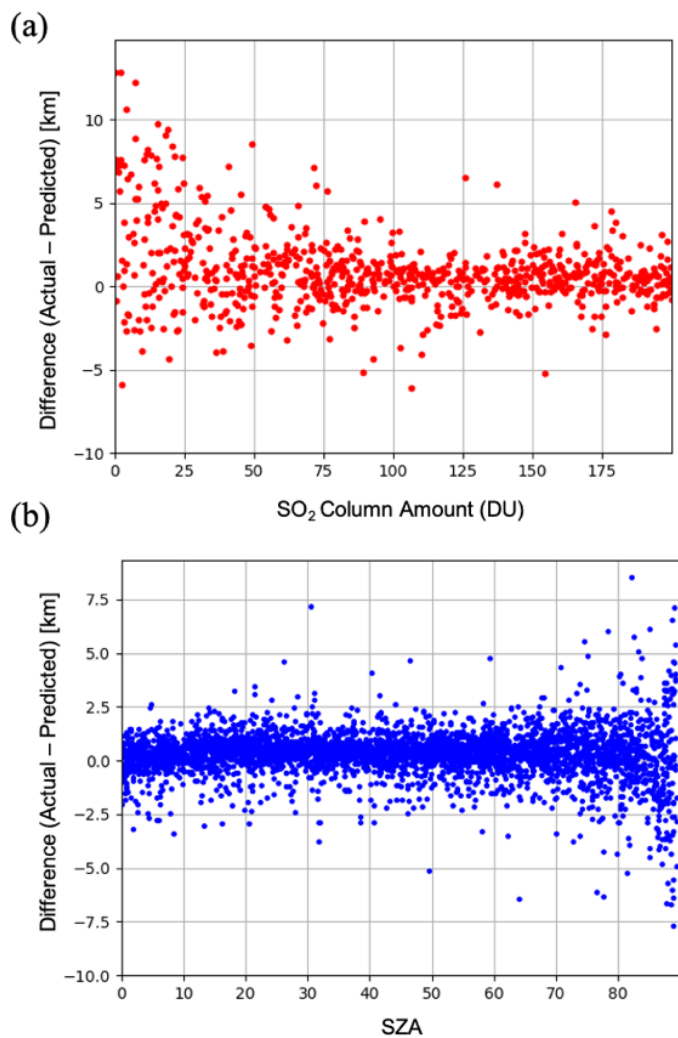 (a)
Difference (Actual – Predicted) [km]
10
5
0
−5
−10
0 25 50 75 100 125 150 175
SO₂ Column Amount (DU)
(b)
Difference (Actual – Predicted) [km]
7.5
5.0
2.5
0.0
−2.5
−5.0
−7.5
−10.0
0 10 20 30 40 50 60 70 80
SZA